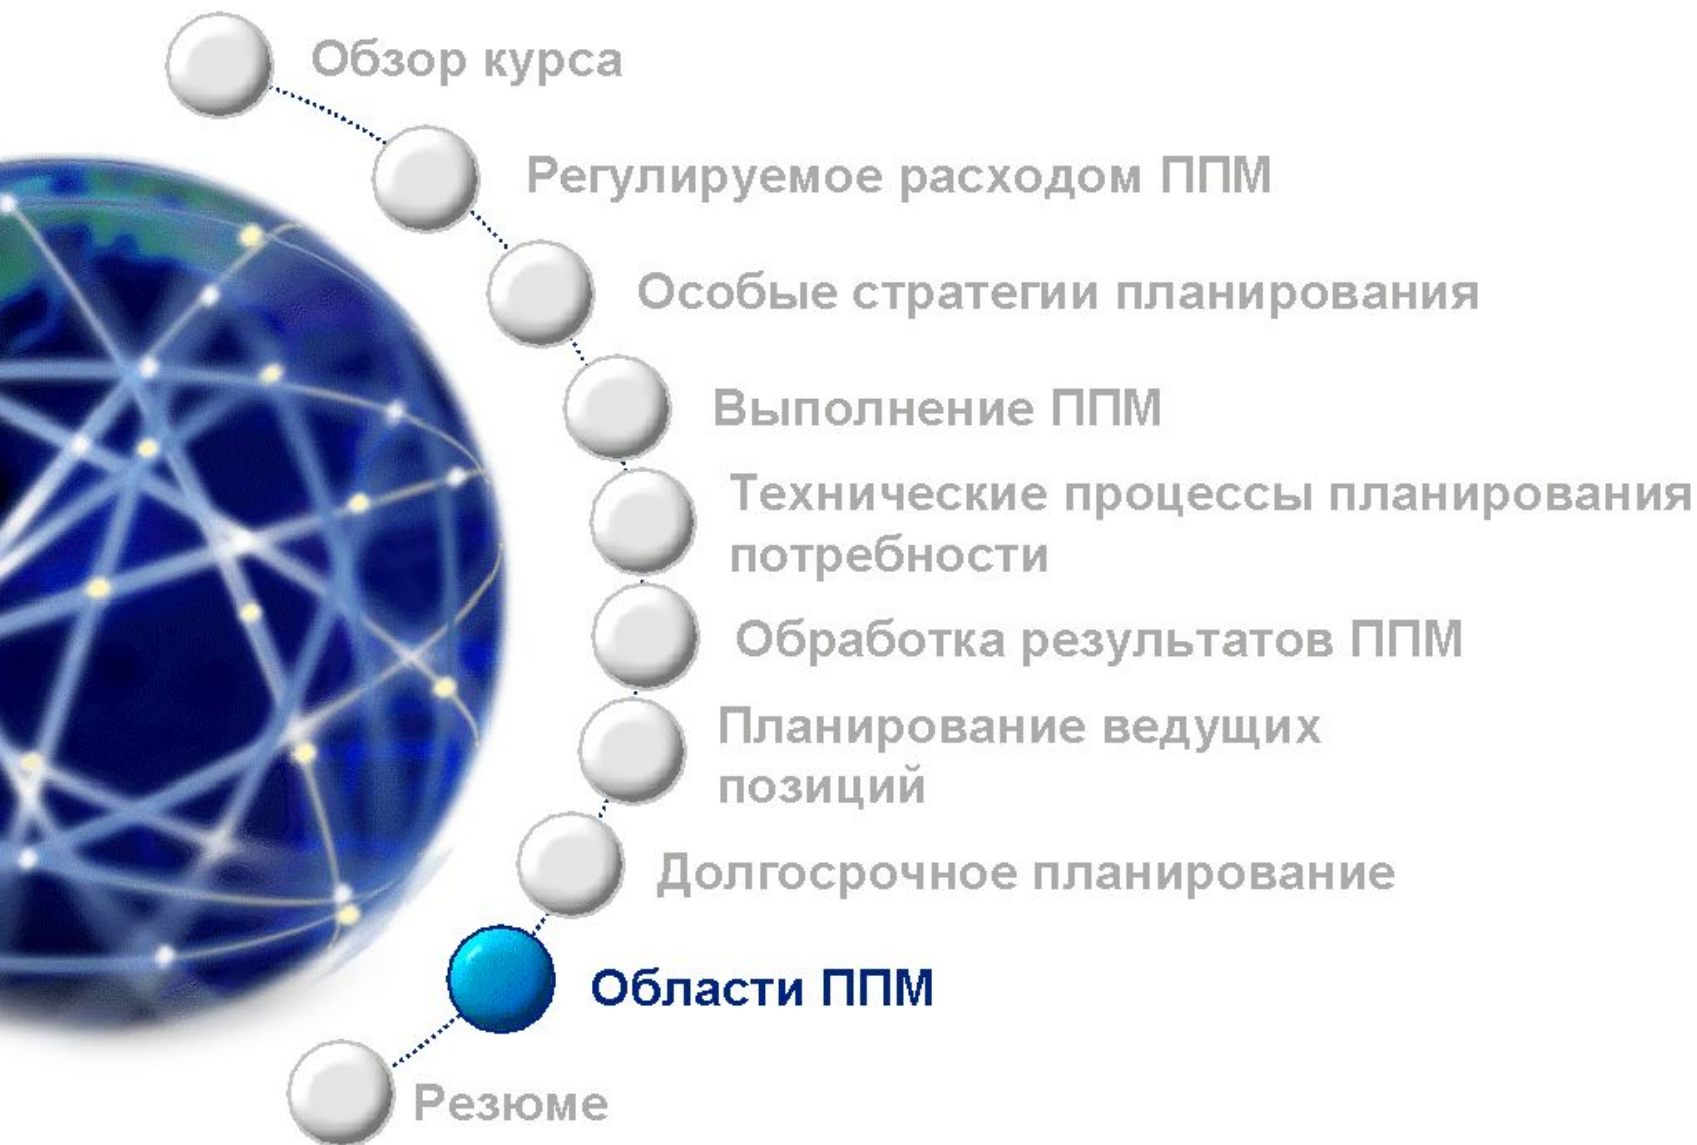 Обзор курса
Регулируемое расходом ППМ
Особые стратегии планирования
Выполнение ППМ
Технические процессы планирования
потребности
Обработка результатов ППМ
Планирование ведущих
позиций
Долгосрочное планирование
Области ППМ
Резюме